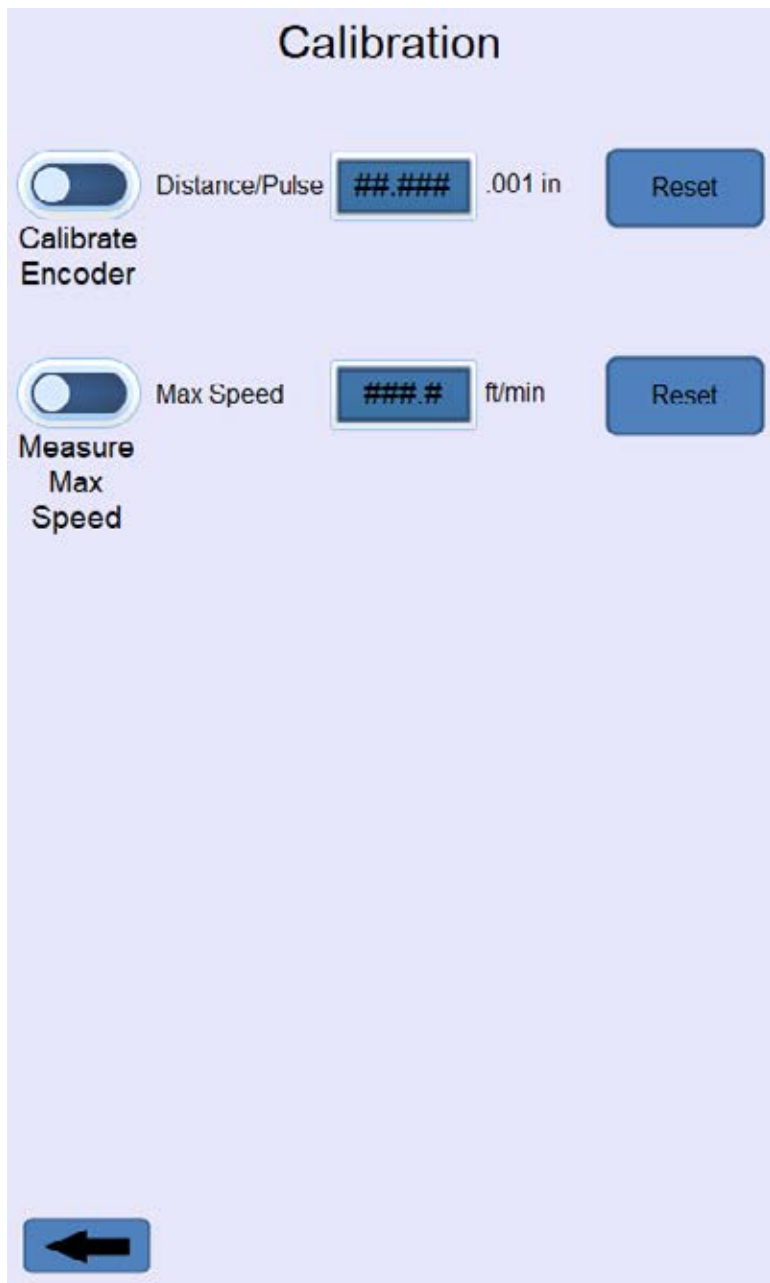 Calibration
Distance/Pulse ##.### .001 in Reset
Calibrate
Encoder
Max Speed ###.# ft/min Reset
Measure
Max
Speed